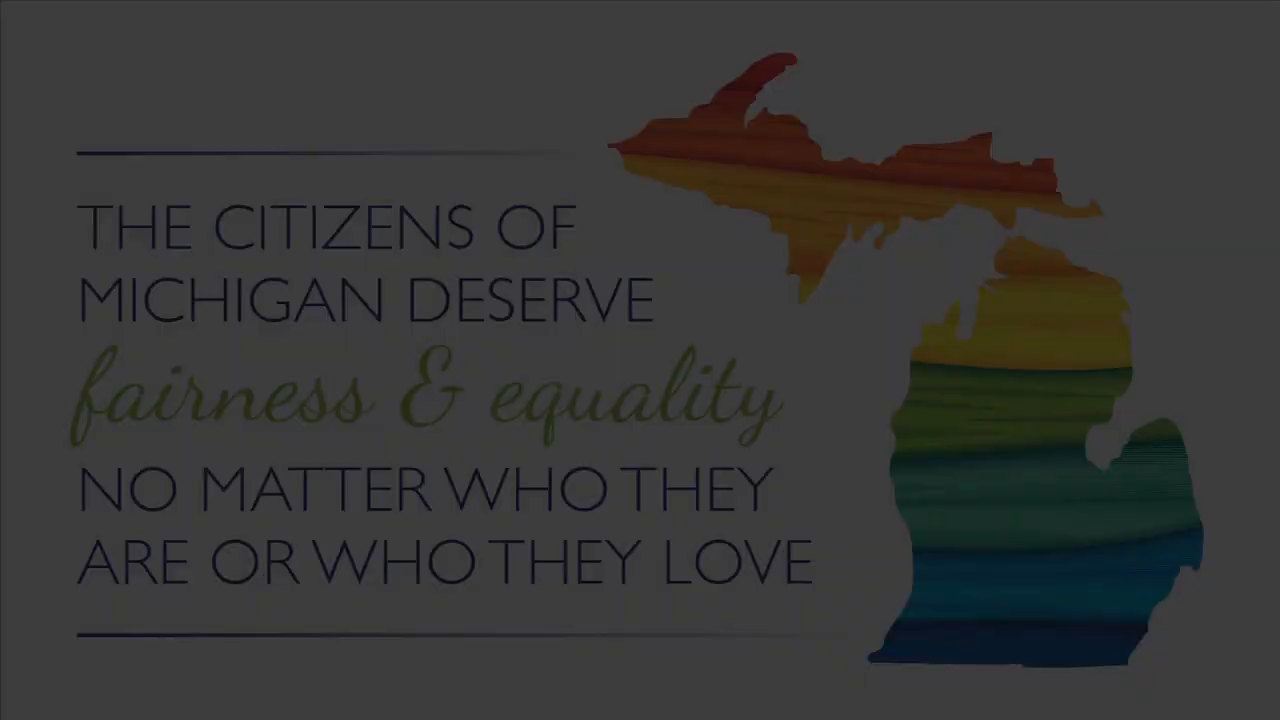 THE CITIZENS OF
MICHIGAN DESERVE
fairness & equality
NO MATTER WHO THEY
ARE OR WHO THEY LOVE